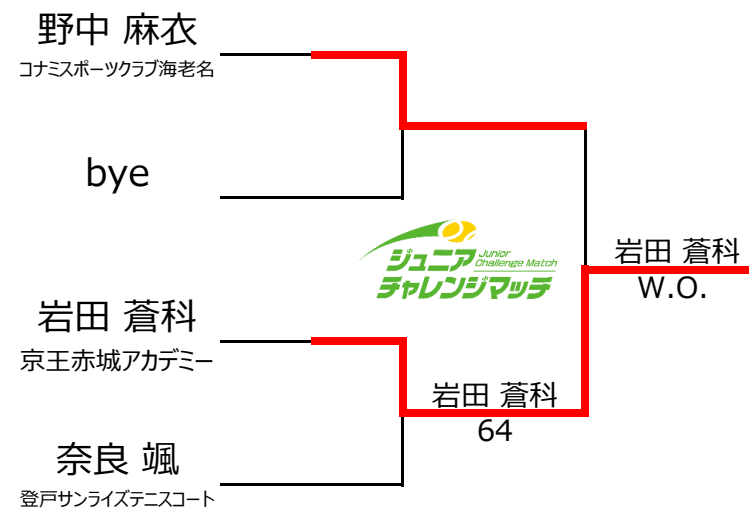 野中 麻衣
コナミスポーツクラブ海老名
bye
ジュニア Junior Challenge Match
チャレンジマッチ
岩田 蒼科
W.O.
岩田 蒼科
京王赤城アカデミー
岩田 蒼科
64
奈良 颯
登戸サンライズテニスコート